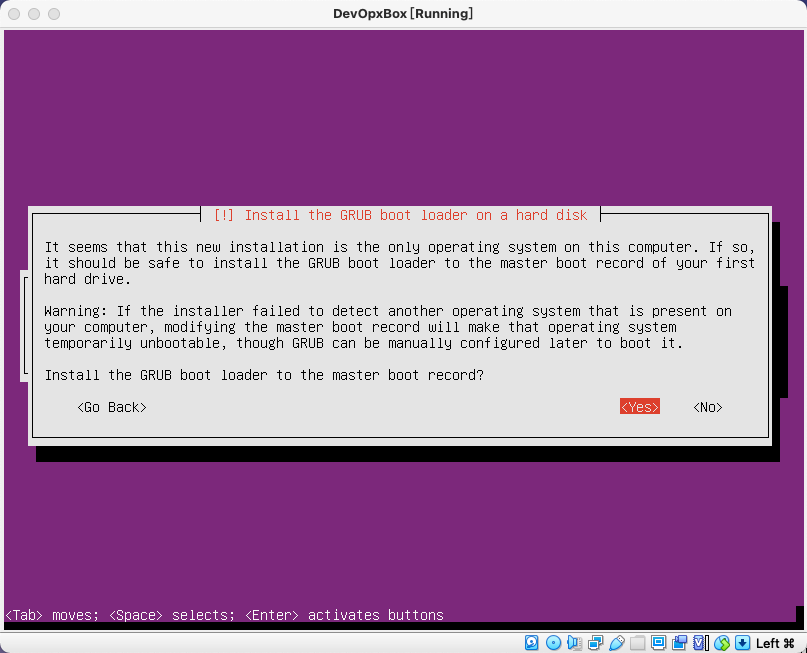 DevOpxBox [Running]
[!] Install the GRUB boot loader on a hard disk
It seems that this new installation is the only operating system on this computer. If so,
it should be safe to install the GRUB boot loader to the master boot record of your first
hard drive.
Warning: If the installer failed to detect another operating system that is present on
your computer, modifying the master boot record will make that operating system
temporarily unbootable, though GRUB can be manually configured later to boot it.
Install the GRUB boot loader to the master boot record?
<Go Back> <Yes> <No>
<Tab> moves; <Space> selects; <Enter> activates buttons
Left ⌘